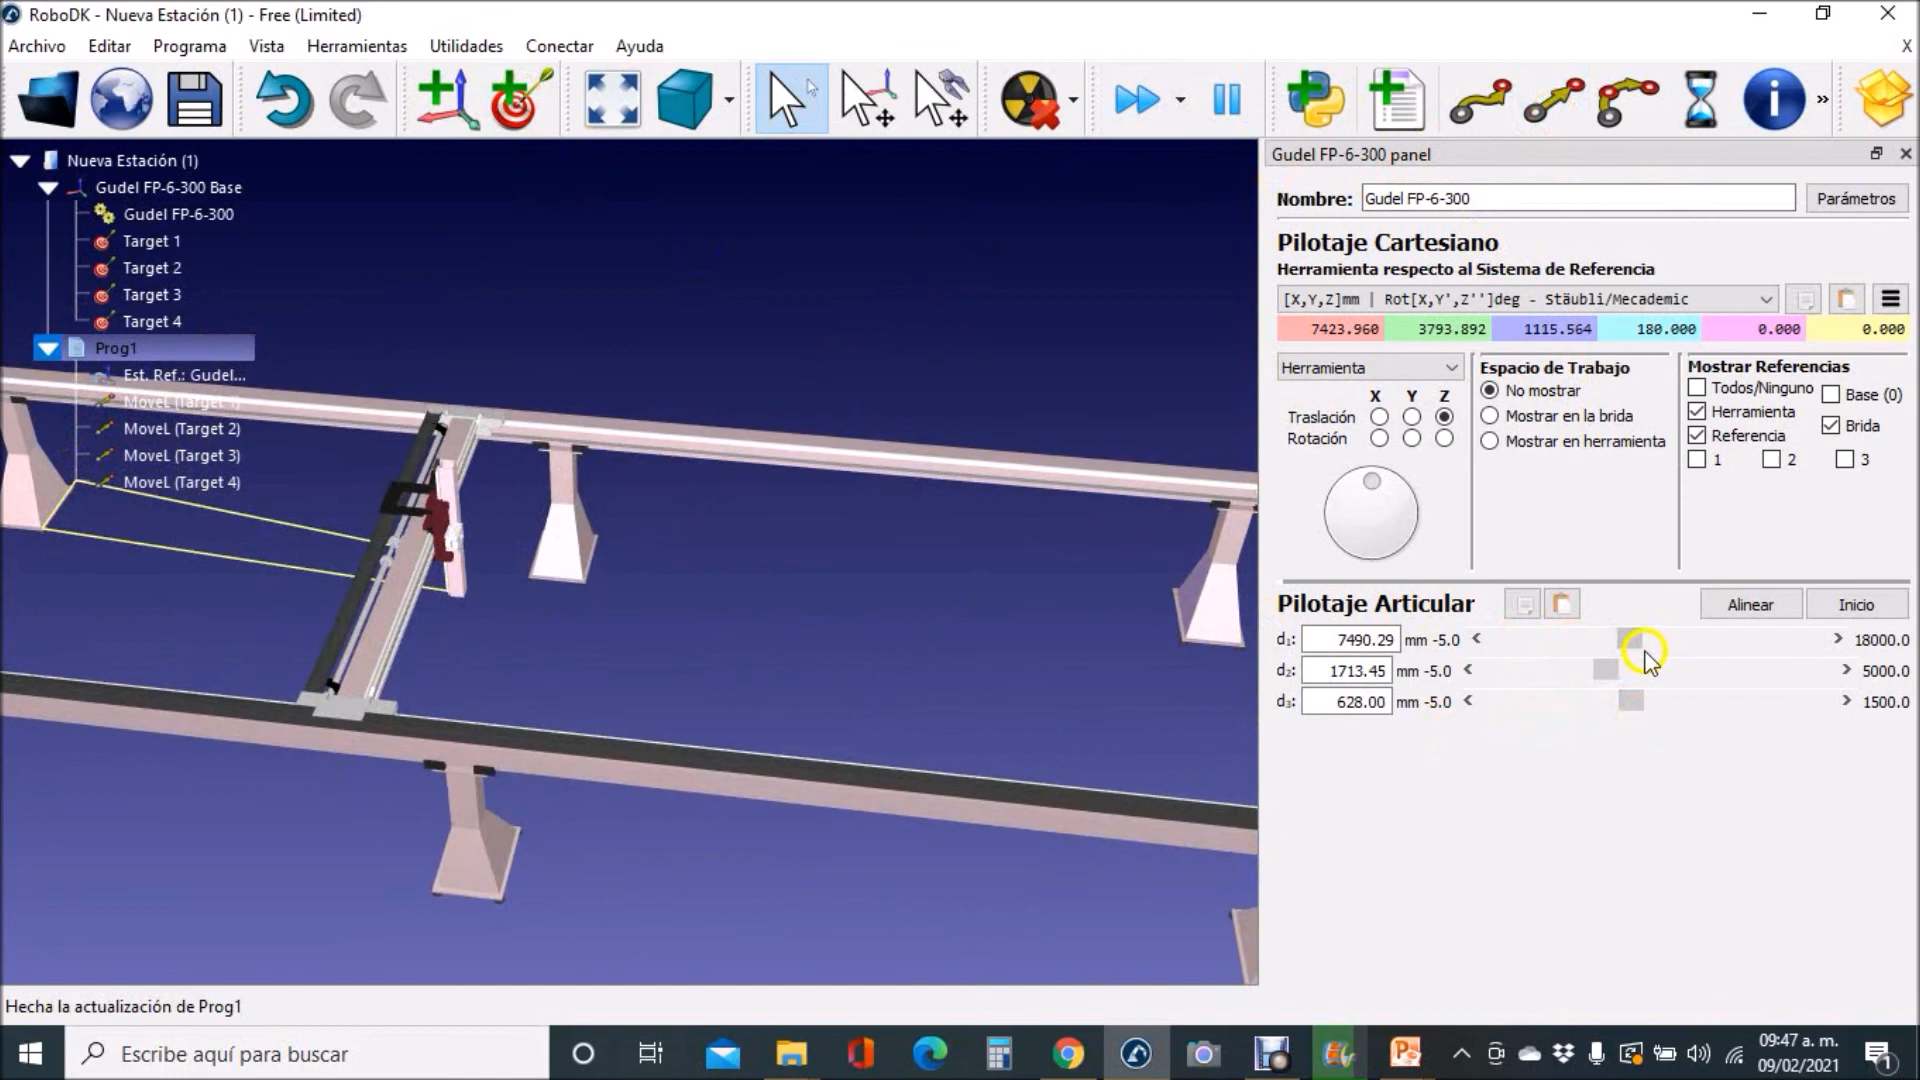 RoboDK - Nueva Estación (1) - Free (Limited)
Archivo Editar Programa Vista Herramientas Utilidades Conectar Ayuda X
»
Nueva Estación (1)
Gudel FP-6-300 Base
Gudel FP-6-300
Target 1
Target 2
Target 3
Target 4
Prog1
Est. Ref.: Gudel...
MoveL (Target 1)
MoveL (Target 2)
MoveL (Target 3)
MoveL (Target 4)
Gudel FP-6-300 panel
Nombre: Gudel FP-6-300 Parámetros
Pilotaje Cartesiano
Herramienta respecto al Sistema de Referencia
[X,Y,Z]mm | Rot[X,Y',Z'']deg - Stäubli/Mecademic
7423.960 3793.892 1115.564 180.000 0.000 0.000
Herramienta
X Y Z
Traslación
Rotación
Espacio de Trabajo
No mostrar
Mostrar en la brida
Mostrar en herramienta
Mostrar Referencias
Todos/Ninguno Base (0)
Herramienta
Brida
Referencia
1 2 3
Pilotaje Articular Alinear Inicio
d₁: 7490.29 mm -5.0 < > 18000.0
d₂: 1713.45 mm -5.0 < > 5000.0
d₃: 628.00 mm -5.0 < > 1500.0
Hecha la actualización de Prog1
Escribe aquí para buscar
09:47 a. m.
09/02/2021
1